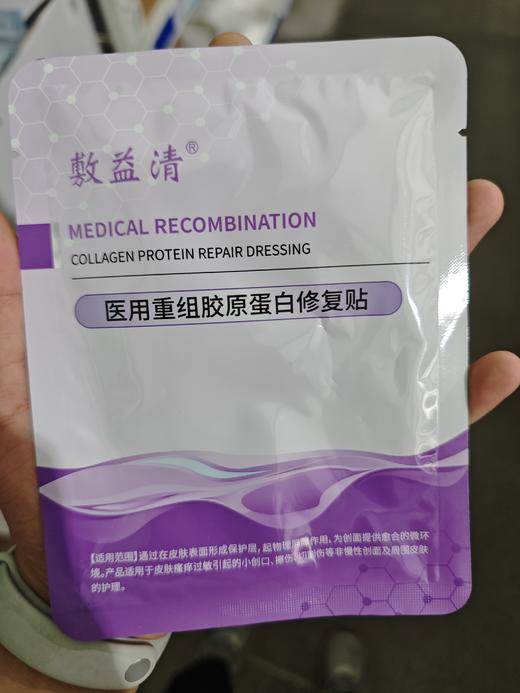 敷益清®
MEDICAL RECOMBINATION
COLLAGEN PROTEIN REPAIR DRESSING
医用重组胶原蛋白修复贴
【适用范围】通过在皮肤表面形成保护层,起物理屏障作用,为创面提供愈合的微环
境。产品适用于皮肤瘙痒过敏引起的小创口、擦伤、切割伤等非慢性创面及周围皮肤
的护理。